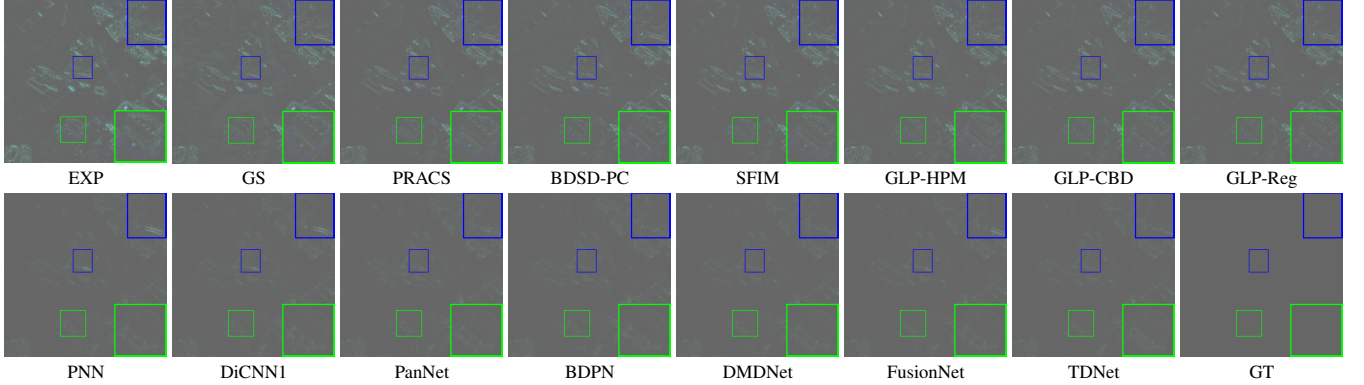 EXP GS PRACS BDSD-PC SFIM GLP-HPM GLP-CBD GLP-Reg
PNN DiCNN1 PanNet BDPN DMDNet FusionNet TDNet GT